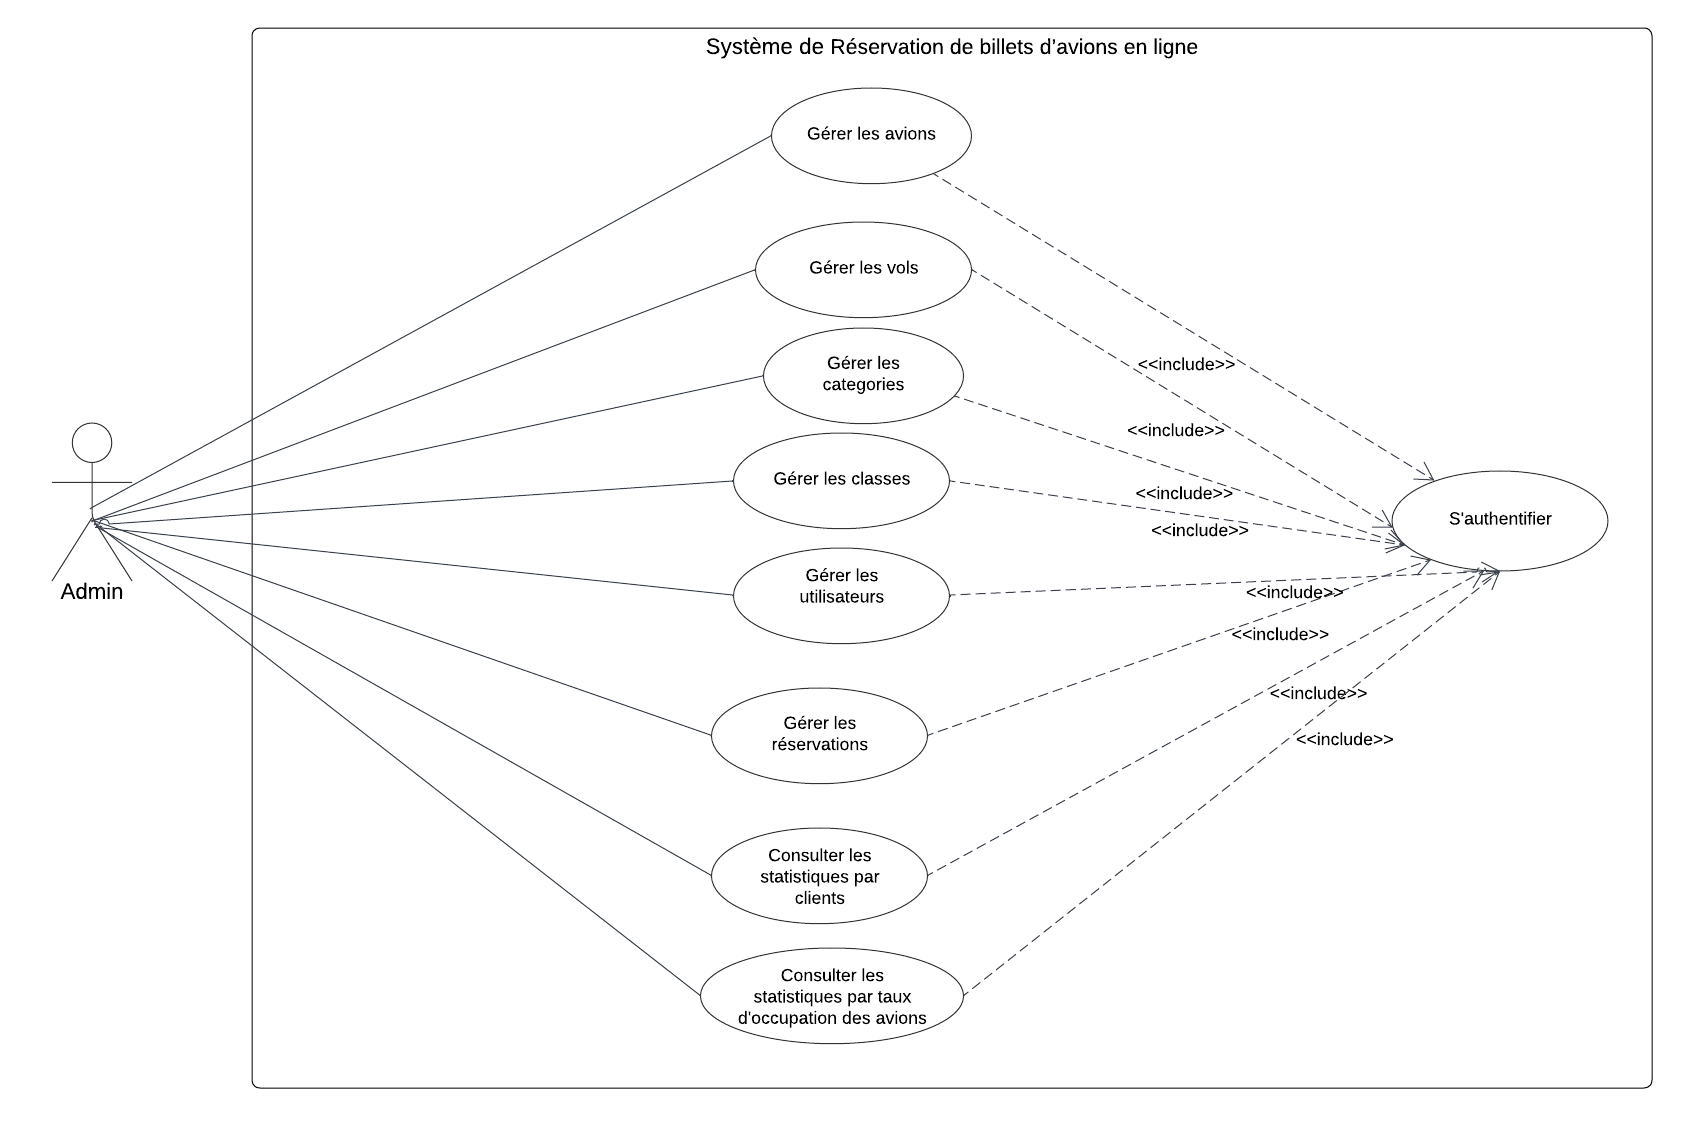 Système de Réservation de billets d’avions en ligne
Gérer les avions
Gérer les vols
Gérer les
categories
Gérer les classes
Gérer les
utilisateurs
Gérer les
réservations
Consulter les
statistiques par
clients
Consulter les
statistiques par taux
d'occupation des avions
Admin
<<include>>
<<include>>
<<include>>
<<include>>
<<include>>
<<include>>
<<include>>
<<include>>
S'authentifier